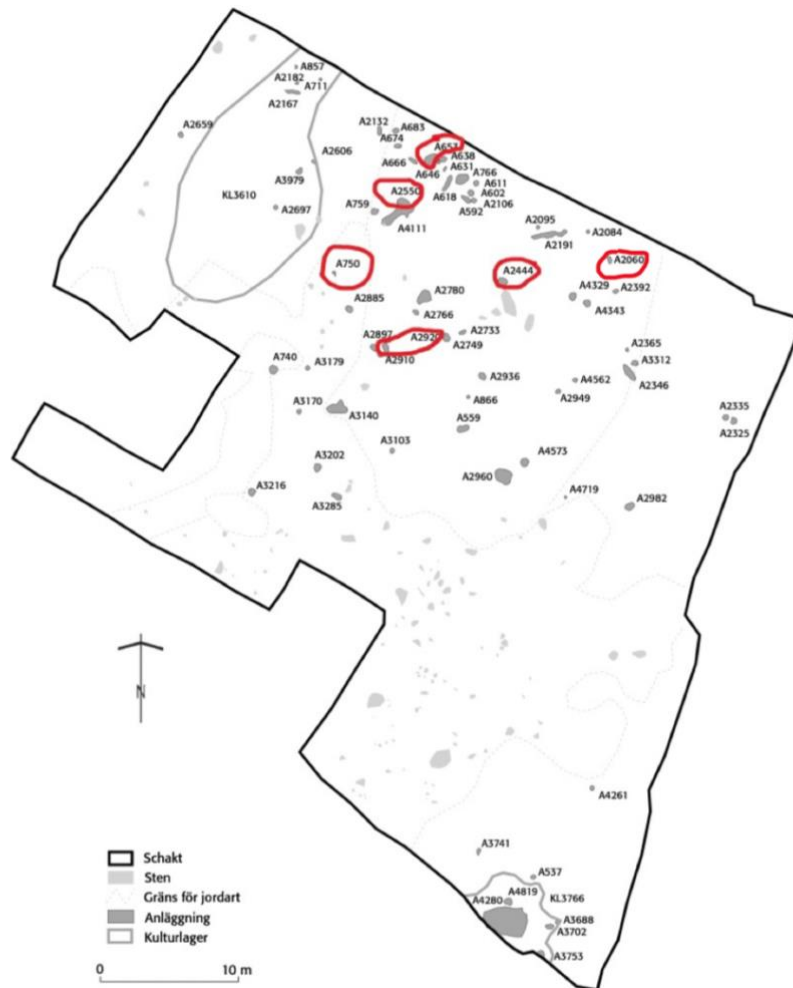 A857
A2182
A711
A2167
A2659
A2132
A683
A674
A657
A638
A2606
A666
A646
A631
A766
A3979
A611
A2550
A602
KL3610
A618
A2106
A2697
A759
A592
A4111
A2095
A2084
A2191
A750
A2444
A2060
A4329
A2392
A2780
A2885
A4343
A2766
A2733
A2897
A2920
A2749
A2910
A2365
A740
A3179
A3312
A2936
A4562
A2346
A866
A2949
A3170
A3140
A2335
A559
A2325
A3103
A4573
A3202
A2960
A3216
A4719
A2982
A3285
N
A4261
A3741
A537
A4819
A4280
KL3766
A3688
A3702
A3753
Schakt
Sten
Gräns för jordart
Anläggning
Kulturlager
0 10 m